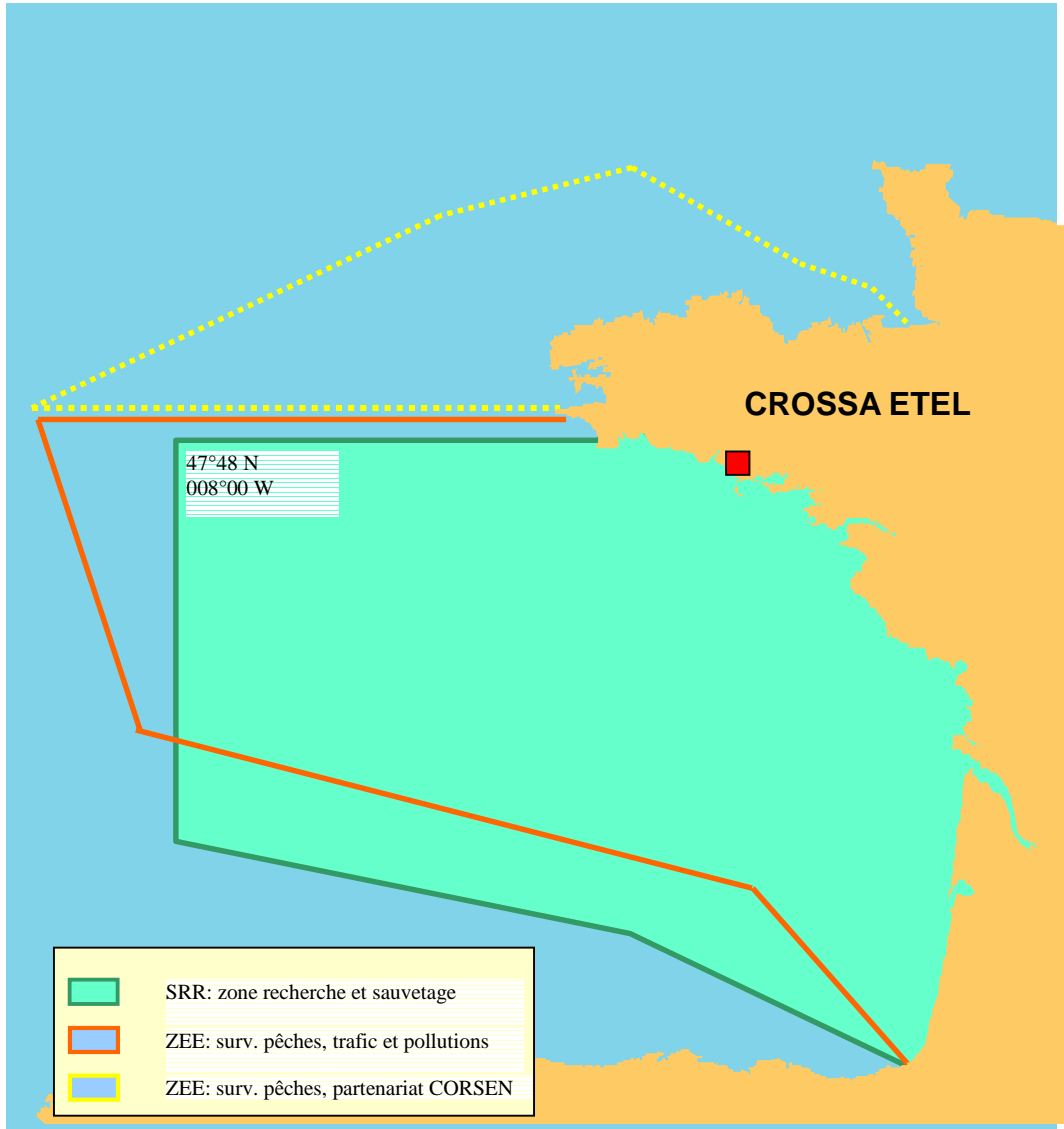 CROSSA ETEL
47°48 N
008°00 W
SRR: zone recherche et sauvetage
ZEE: surv. pêches, trafic et pollutions
ZEE: surv. pêches, partenariat CORSEN